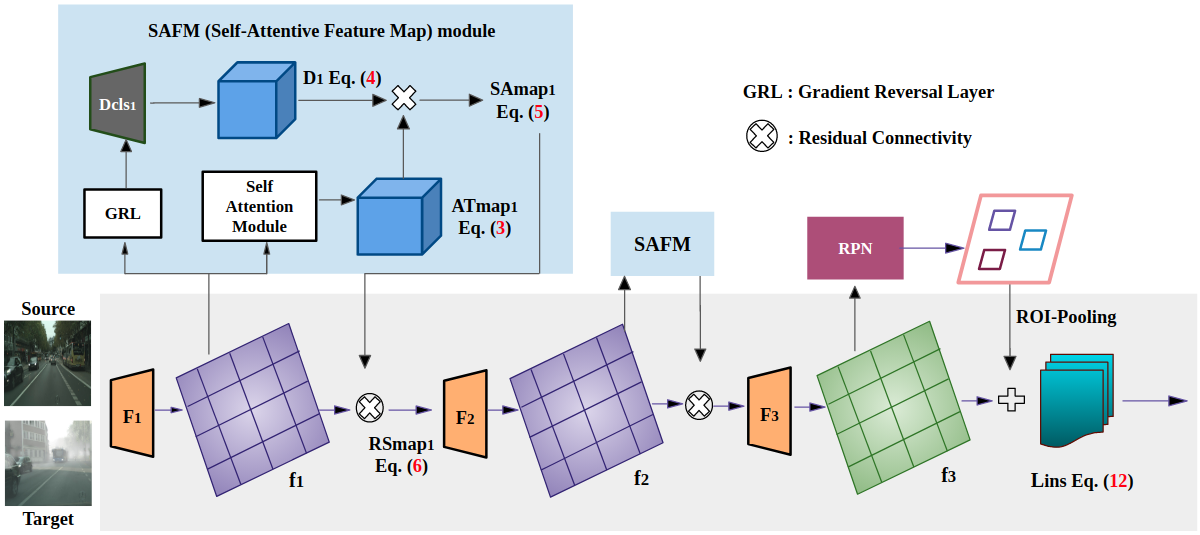 SAFM (Self-Attentive Feature Map) module
Dcls1
D1 Eq. (4)
SAmap1
Eq. (5)
GRL
Self
Attention
Module
ATmap1
Eq. (3)
GRL : Gradient Reversal Layer
: Residual Connectivity
SAFM
RPN
ROI-Pooling
Source
Target
F1
f1
RSmap1
Eq. (6)
F2
f2
F3
f3
Lins Eq. (12)